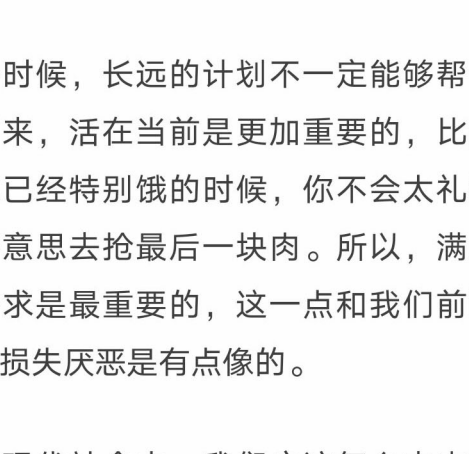 时候，长远的计划不一定能够帮
来，活在当前是更加重要的，比
已经特别饿的时候，你不会太礼
意思去抢最后一块肉。所以，满
求是最重要的，这一点和我们前
损失厌恶是有点像的。